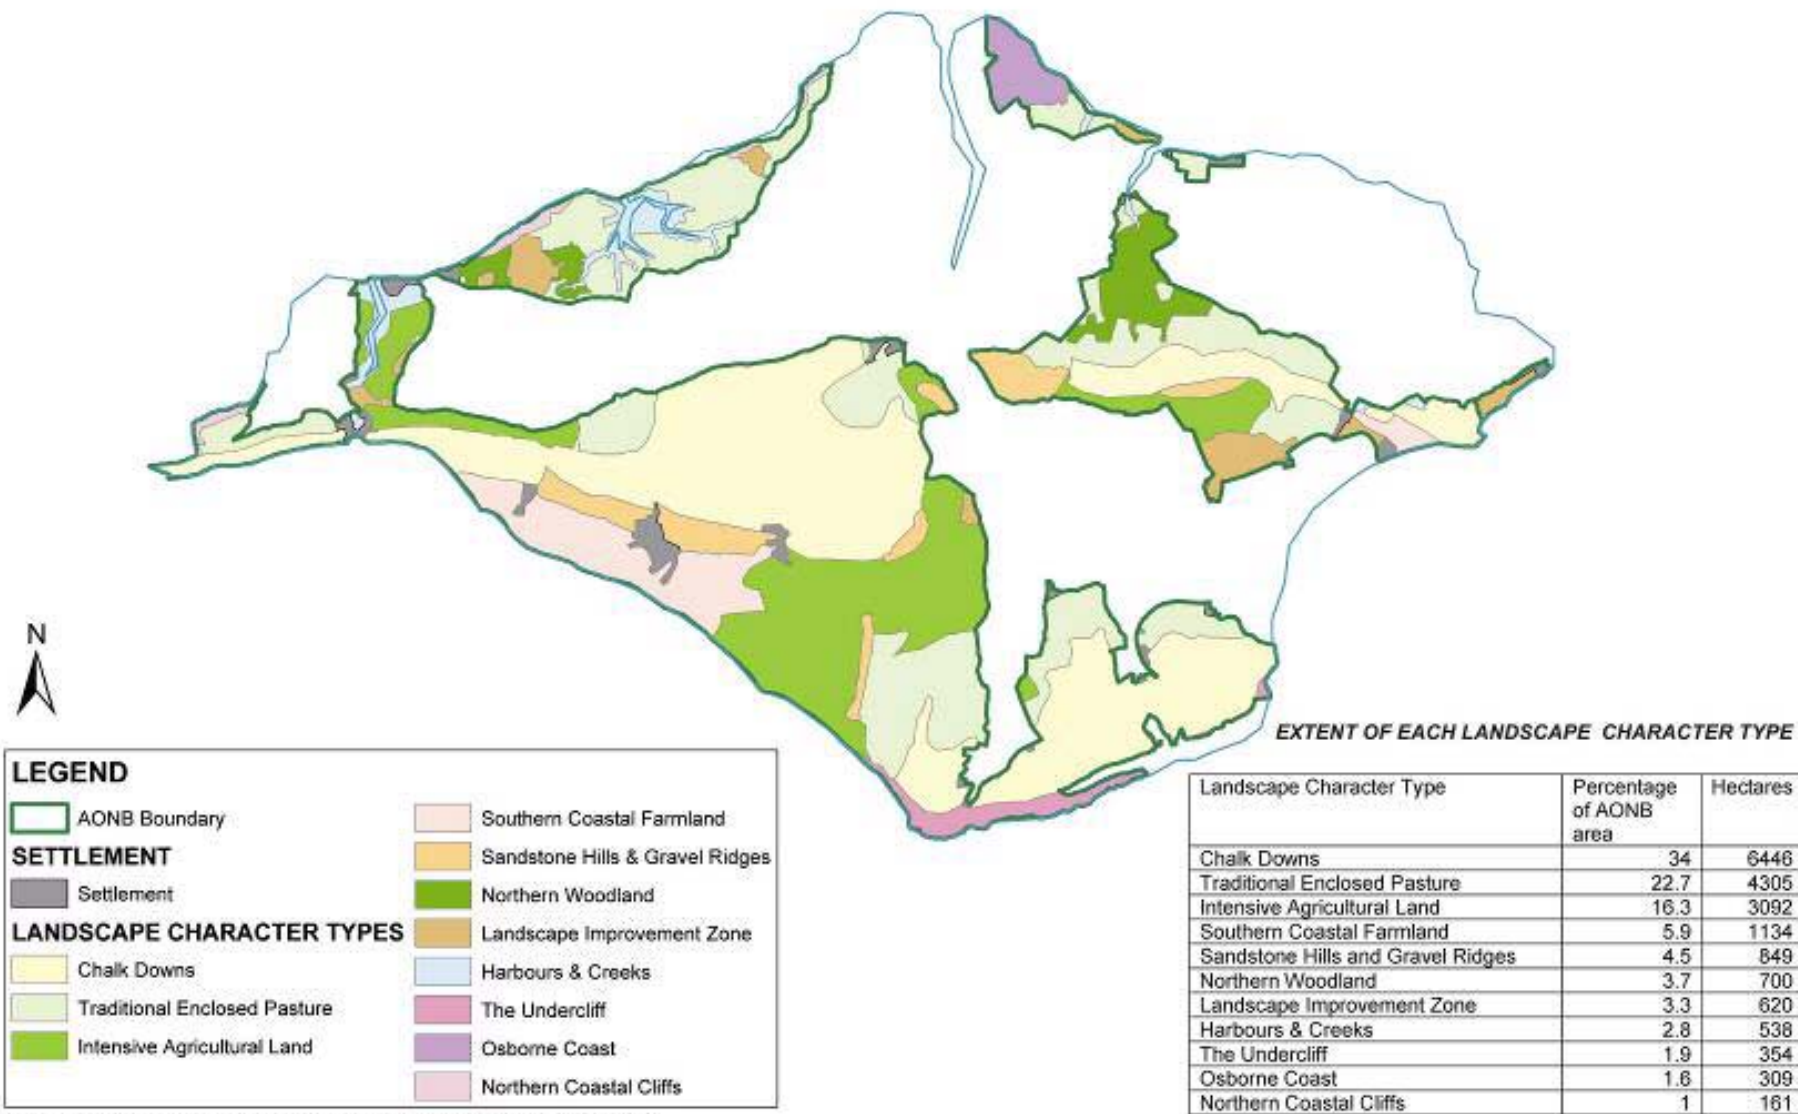 N
EXTENT OF EACH LANDSCAPE CHARACTER TYPE
LEGEND
AONB Boundary
SETTLEMENT
Settlement
LANDSCAPE CHARACTER TYPES
Chalk Downs
Traditional Enclosed Pasture
Intensive Agricultural Land
Southern Coastal Farmland
Sandstone Hills & Gravel Ridges
Northern Woodland
Landscape Improvement Zone
Harbours & Creeks
The Undercliff
Osborne Coast
Northern Coastal Cliffs
Landscape Character Type Percentage of AONB area Hectares
Chalk Downs 34 6446
Traditional Enclosed Pasture 22.7 4305
Intensive Agricultural Land 16.3 3092
Southern Coastal Farmland 5.9 1134
Sandstone Hills and Gravel Ridges 4.5 849
Northern Woodland 3.7 700
Landscape Improvement Zone 3.3 620
Harbours & Creeks 2.8 538
The Undercliff 1.9 354
Osborne Coast 1.6 309
Northern Coastal Cliffs 1 161